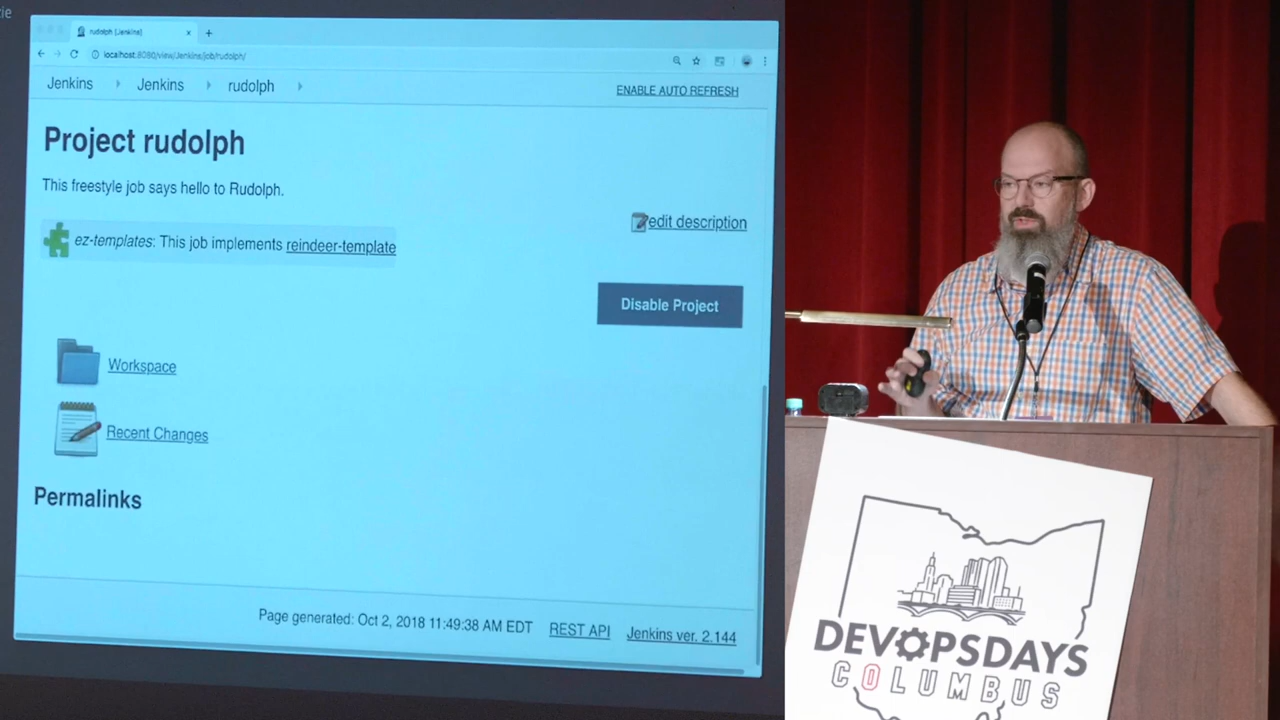 zie
rudolph [Jenkins]
localhost:8080/view/Jenkins/job/rudolph/
Jenkins Jenkins rudolph
ENABLE AUTO REFRESH
Project rudolph
This freestyle job says hello to Rudolph.
edit description
ez-templates: This job implements reindeer-template
Disable Project
Workspace
Recent Changes
Permalinks
Page generated: Oct 2, 2018 11:49:38 AM EDT REST API Jenkins ver. 2.144
DEVOPSDAYS
COLUMBUS